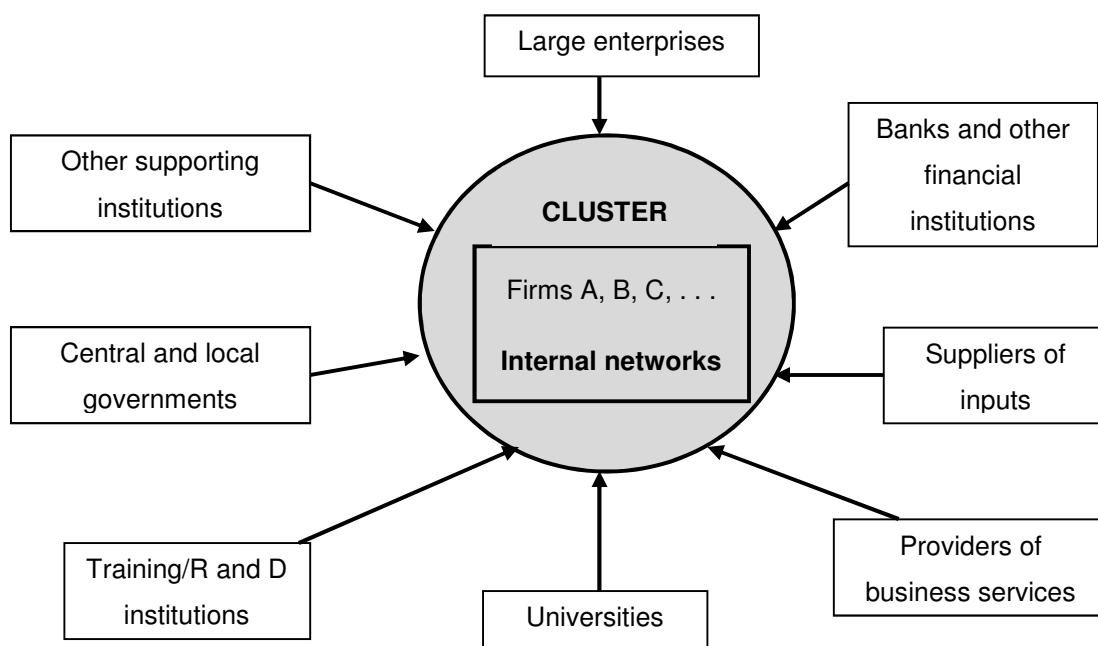 Large enterprises
Other supporting
institutions
Banks and other
financial
institutions
CLUSTER
Firms A, B, C, . . .
Internal networks
Central and local
governments
Suppliers of
inputs
Training/R and D
institutions
Universities
Providers of
business services